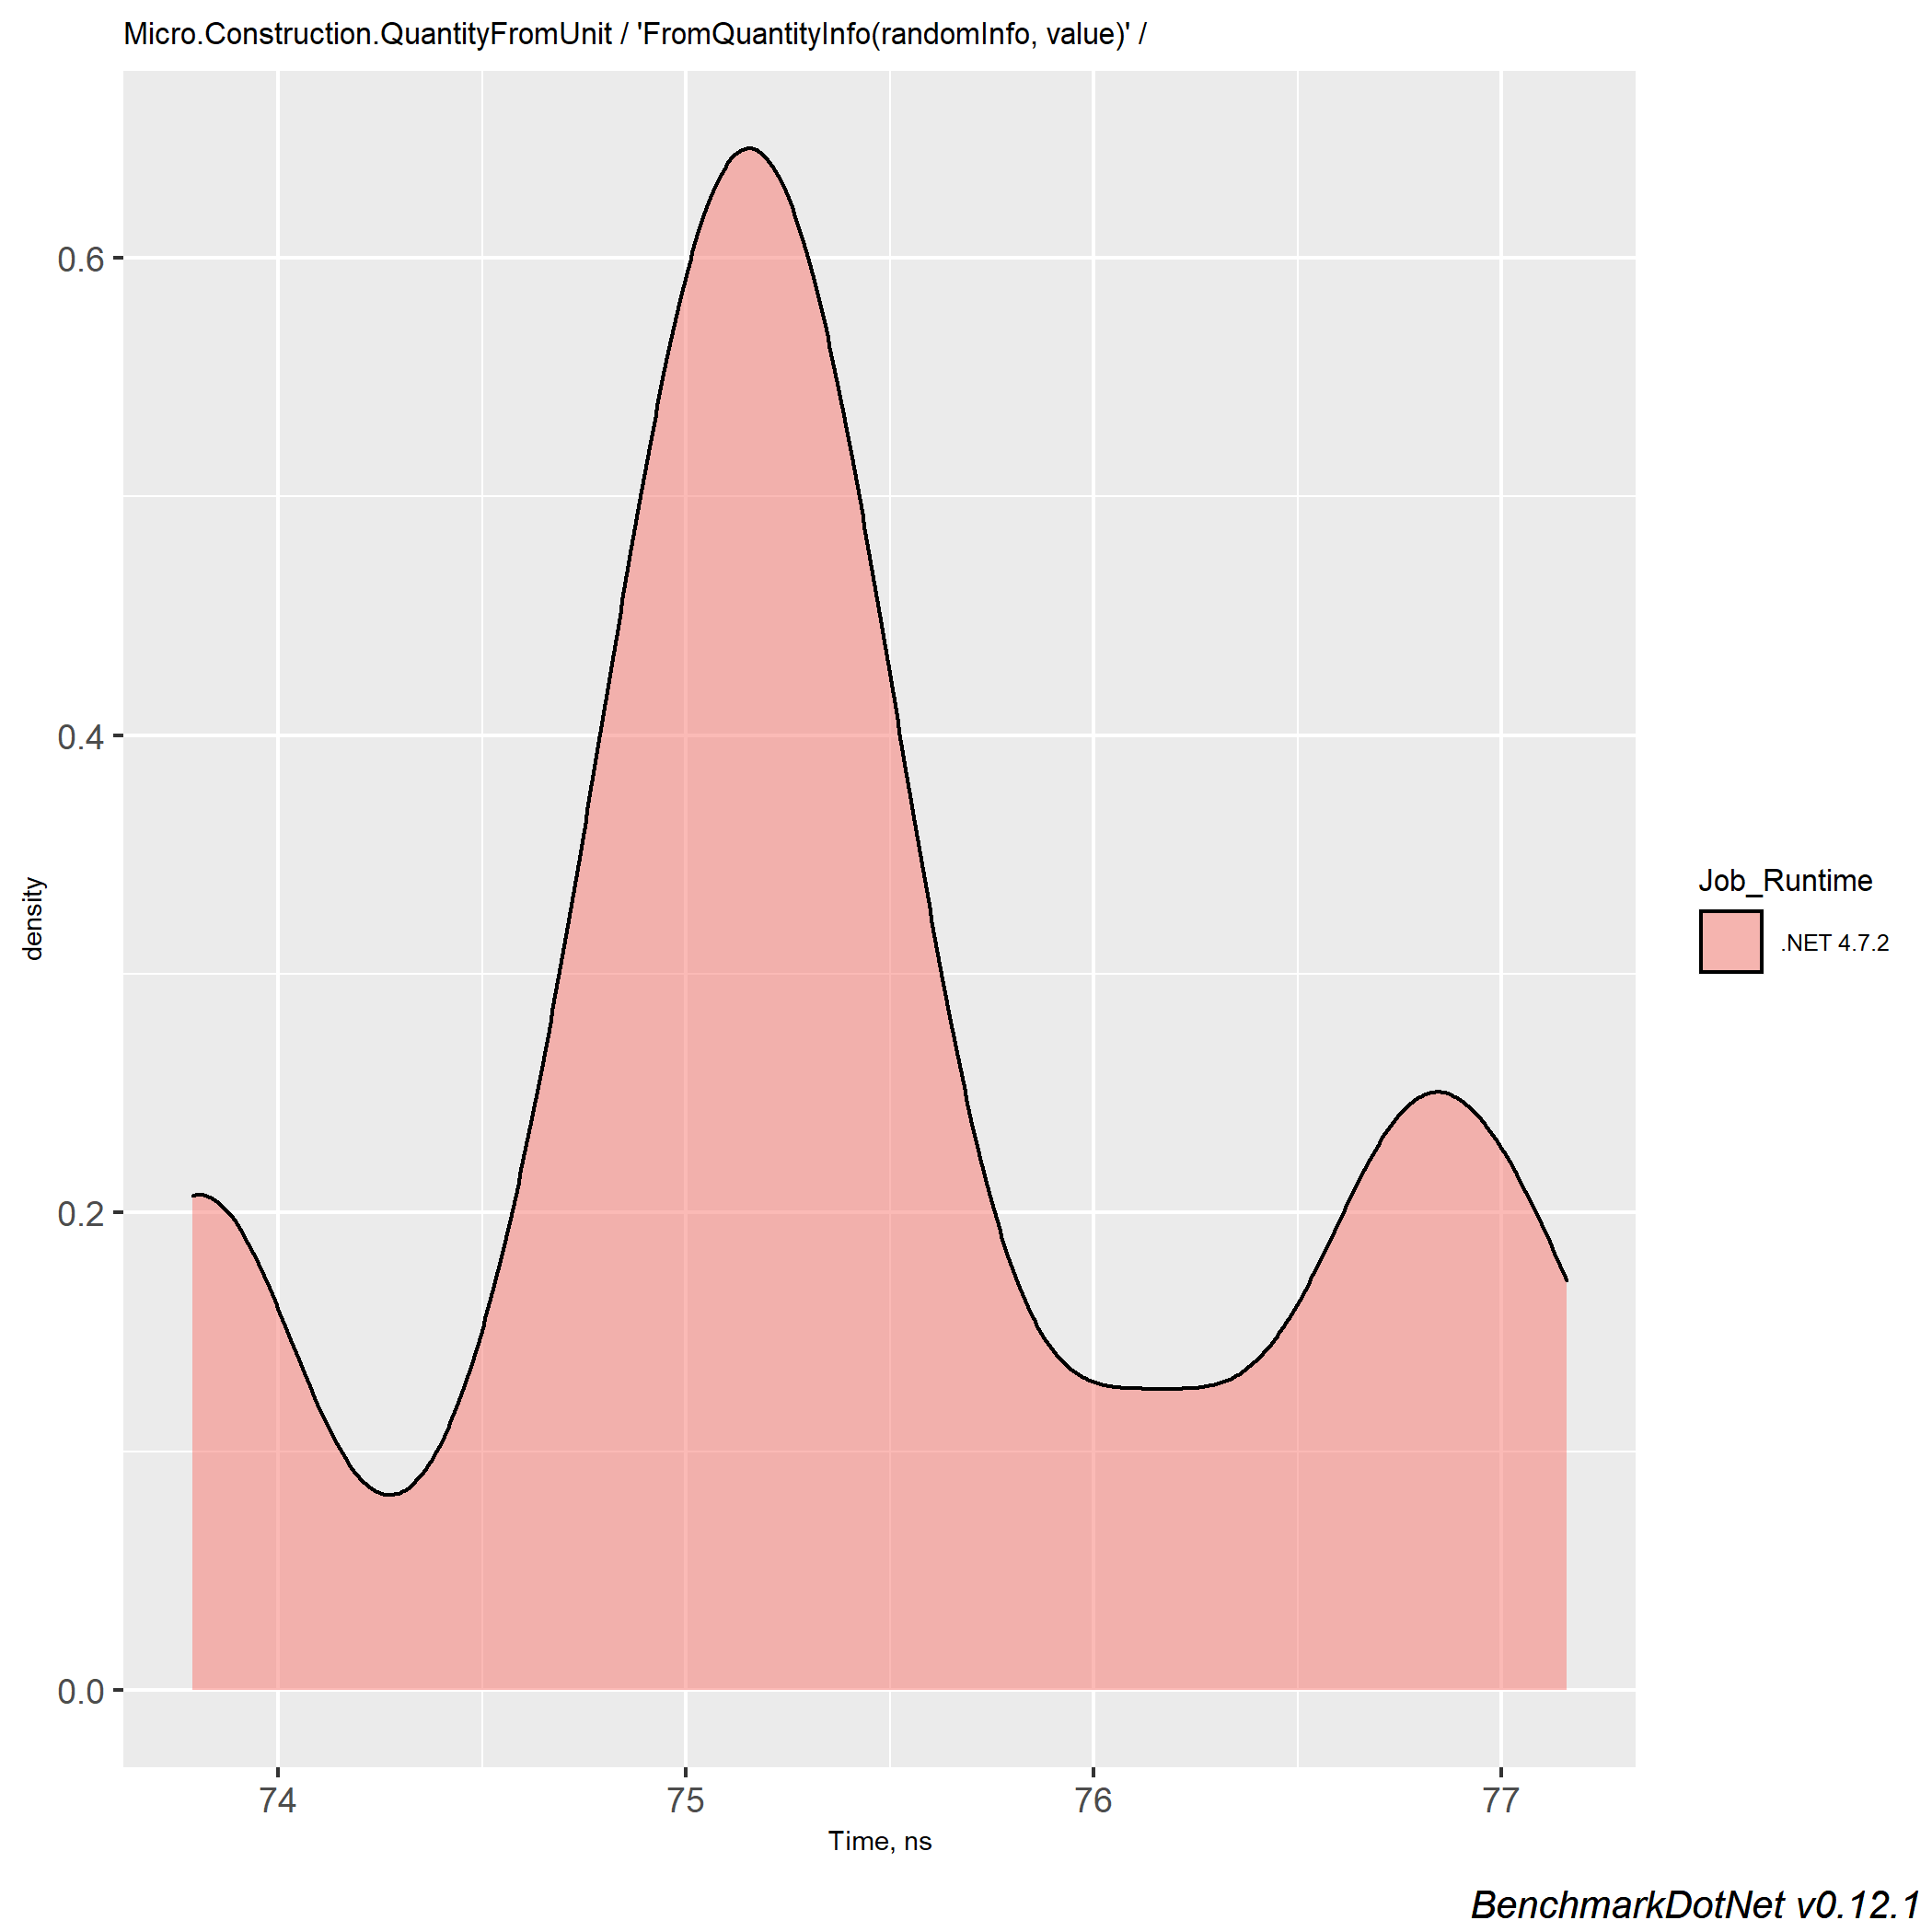 Micro.Construction.QuantityFromUnit / 'FromQuantityInfo(randomInfo, value)' /
0.6
0.4
0.2
0.0
density
74 75 76 77
Time, ns
Job_Runtime
.NET 4.7.2
BenchmarkDotNet v0.12.1